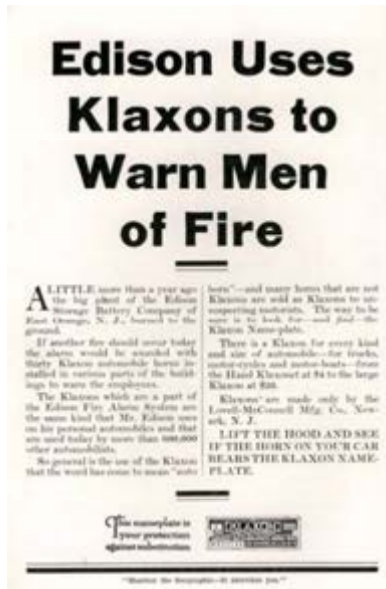 Edison Uses
Klaxons to
Warn Men
of Fire
A LITTLE more than a year ago
the big plant of the Edison
Storage Battery Company of
East Orange, N. J., burned to the
ground.
If another fire should occur today
the alarm would be sounded with
thirty Klaxon automobile horns in-
stalled in various parts of the build-
ings to warn the employees.
The Klaxons which are a part of
the Edison Fire Alarm System are
the same kind that Mr. Edison uses
on his personal automobiles and that
are used today by more than 500,000
other automobilists.
So general is the use of the Klaxon
that the word has come to mean "auto
horn"—and many horns that are not
Klaxons are sold as Klaxons to un-
suspecting motorists. The way to be
sure is to look for—and find—the
Klaxon Name-plate.
There is a Klaxon for every kind
and size of automobile—for trucks,
motor-cycles and motor-boats—from
the Hand Klaxonet at $4 to the large
Klaxon at $20.
Klaxons are made only by the
Lovell-McConnell Mfg. Co., New-
ark, N. J.
LIFT THE HOOD AND SEE
IF THE HORN ON YOUR CAR
BEARS THE KLAXON NAME-
PLATE.
This nameplate is
your protection
against substitution
KLAXON
"Mention the Geographic—It identifies you."